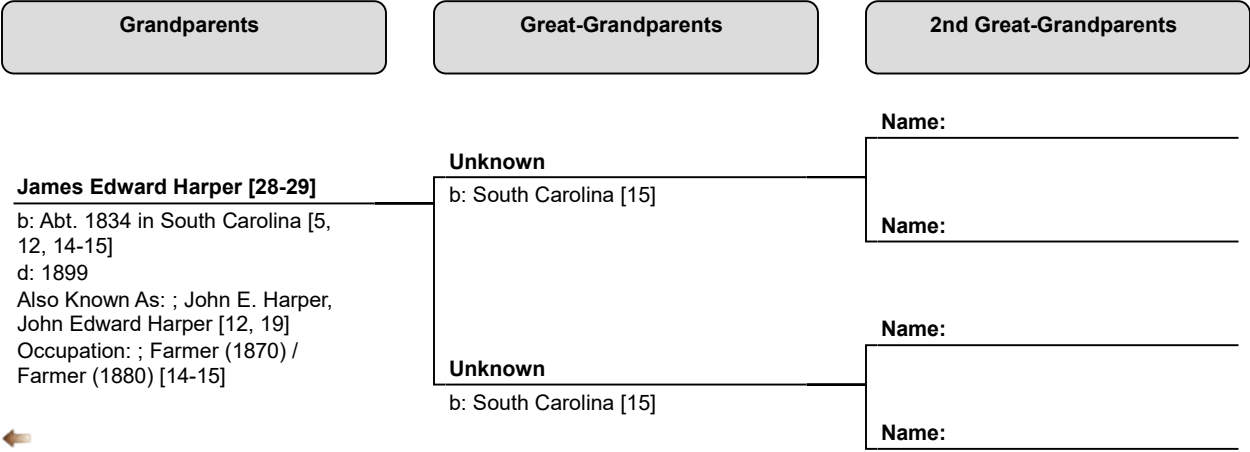 Grandparents
Great-Grandparents
2nd Great-Grandparents
James Edward Harper [28-29]
b: Abt. 1834 in South Carolina [5,
12, 14-15]
d: 1899
Also Known As: ; John E. Harper,
John Edward Harper [12, 19]
Occupation: ; Farmer (1870) /
Farmer (1880) [14-15]
Unknown
b: South Carolina [15]
Unknown
b: South Carolina [15]
Name:
Name:
Name:
Name: